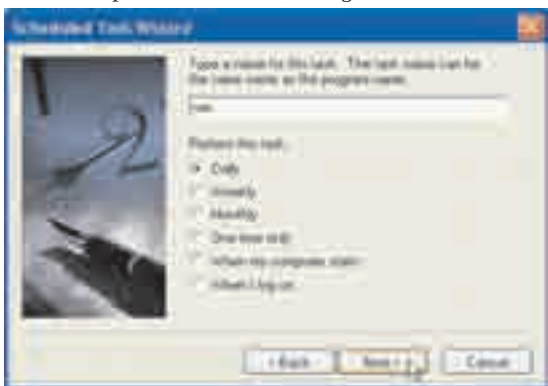 Scheduled Task Wizard
Type a name for this task. The task name can be
the same name as the program name.
Perform this task:
Daily
Weekly
Monthly
One time only
When my computer starts
When I log on
< Back
Next >
Cancel